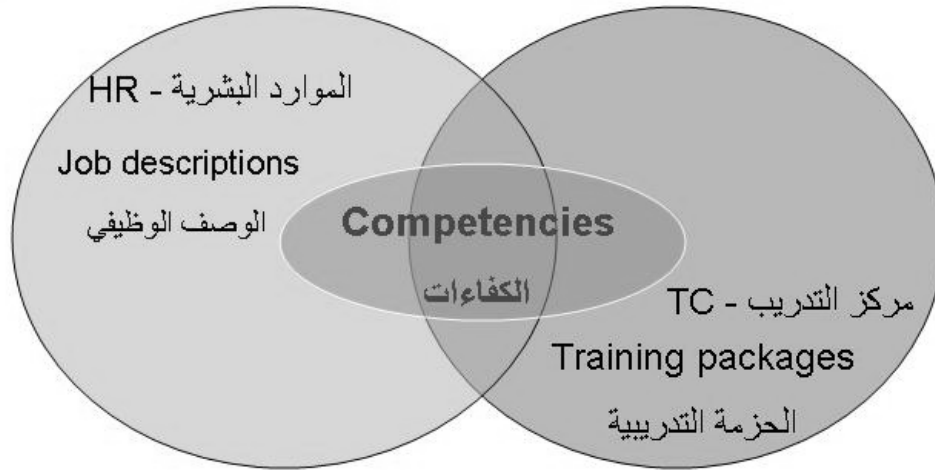 HR - الموارد البشرية
Job descriptions
الوصف الوظيفي
Competencies
الكفاءات
TC - مركز التدريب
Training packages
الحزمة التدريبية